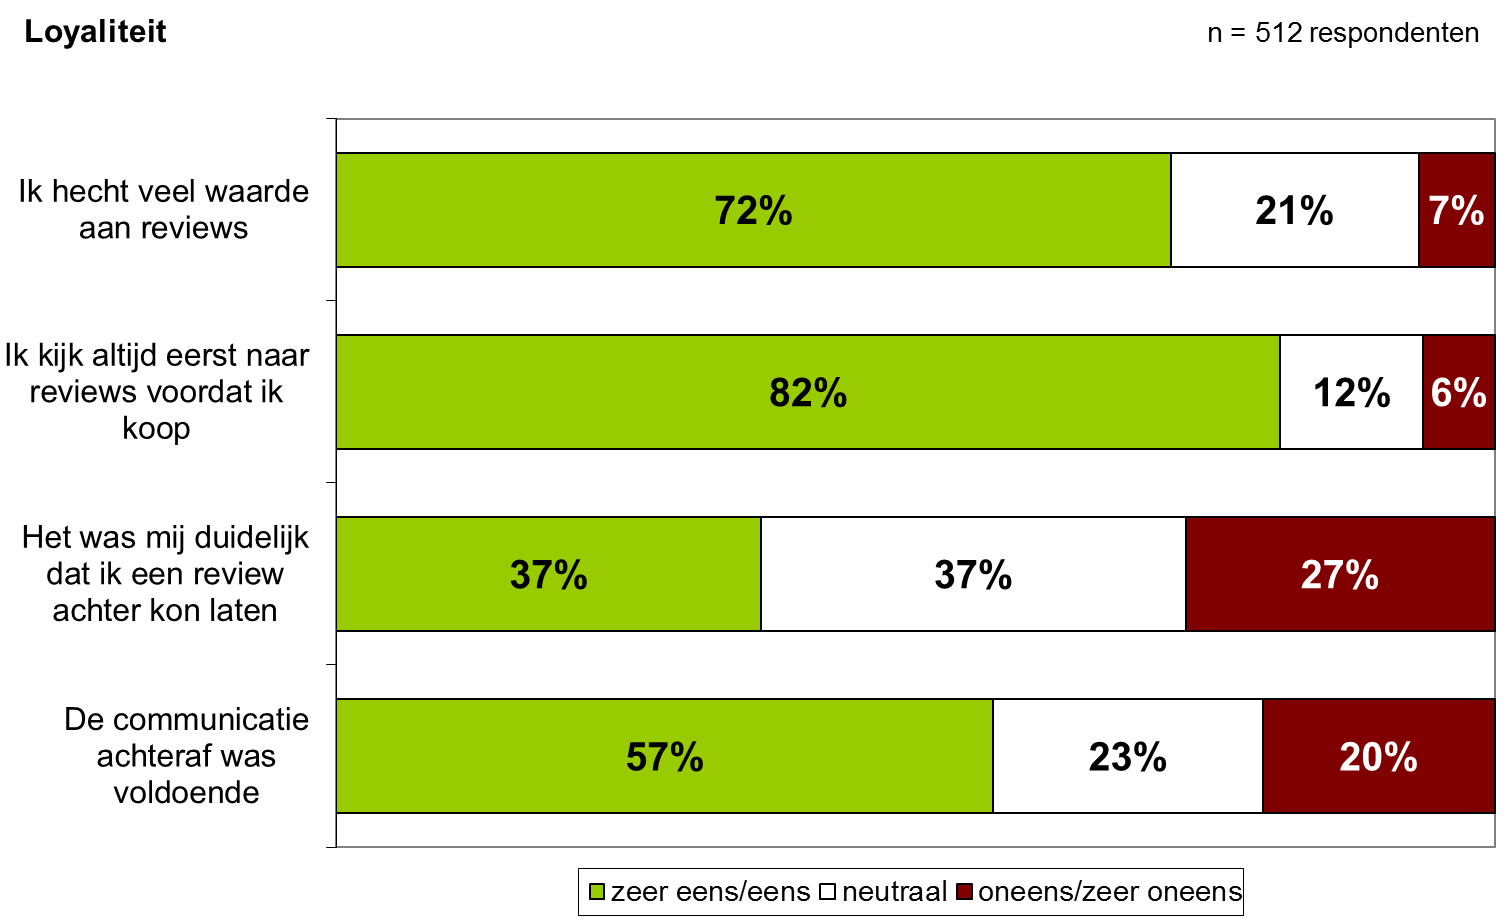 Loyaliteit
n = 512 respondenten
Ik hecht veel waarde
aan reviews
72%
21%
7%
Ik kijk altijd eerst naar
reviews voordat ik
koop
82%
12%
6%
Het was mij duidelijk
dat ik een review
achter kon laten
37%
37%
27%
De communicatie
achteraf was
voldoende
57%
23%
20%
zeer eens/eens
neutraal
oneens/zeer oneens